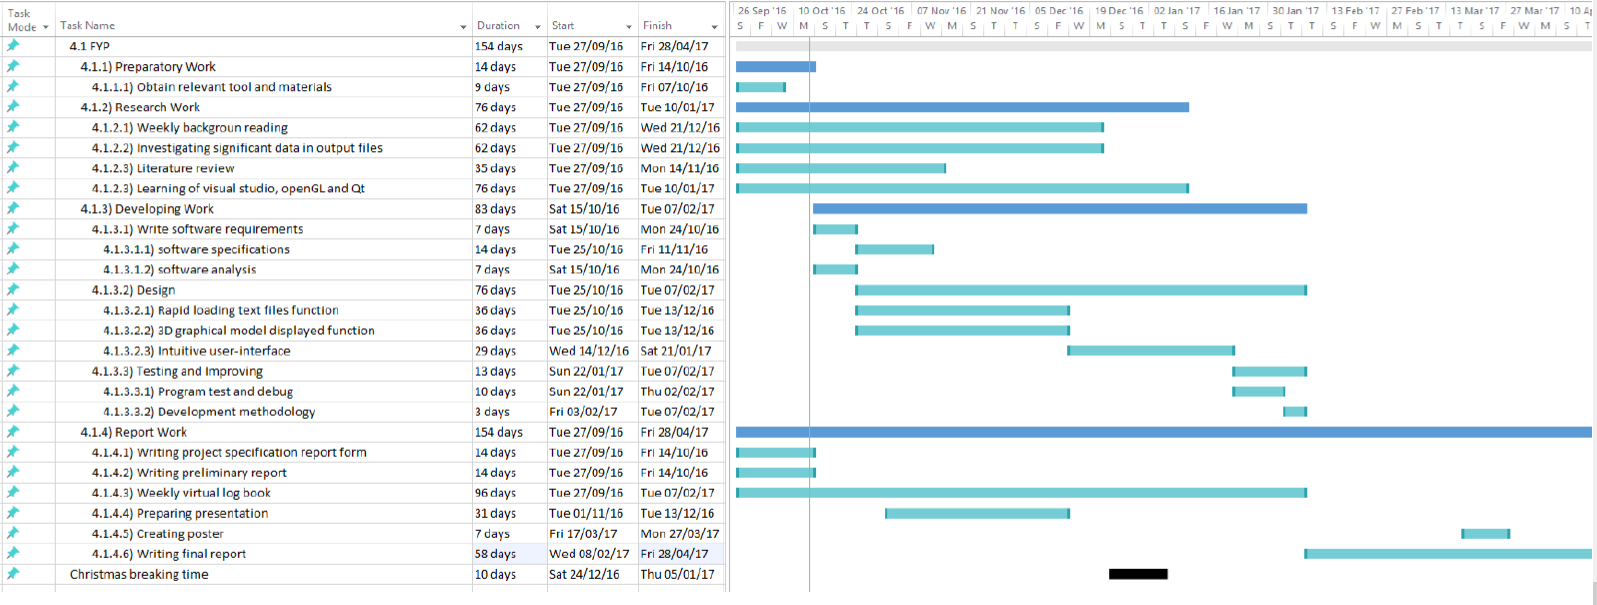 Task Mode Task Name Duration Start Finish
26 Sep '16 10 Oct '16 24 Oct '16 07 Nov '16 21 Nov '16 05 Dec '16 19 Dec '16 02 Jan '17 16 Jan '17 30 Jan '17 13 Feb '17 27 Feb '17 13 Mar '17 27 Mar '17 10 A
S F W M S T T S F W M S T T S F W M S T T S F W M S T T S F W M S T T S F W M S T
4.1 FYP 154 days Tue 27/09/16 Fri 28/04/17
4.1.1) Preparatory Work 14 days Tue 27/09/16 Fri 14/10/16
4.1.1.1) Obtain relevant tool and materials 9 days Tue 27/09/16 Fri 07/10/16
4.1.2) Research Work 76 days Tue 27/09/16 Tue 10/01/17
4.1.2.1) Weekly backgroun reading 62 days Tue 27/09/16 Wed 21/12/16
4.1.2.2) Investigating significant data in output files 62 days Tue 27/09/16 Wed 21/12/16
4.1.2.3) Literature review 35 days Tue 27/09/16 Mon 14/11/16
4.1.2.3) Learning of visual studio, openGL and Qt 76 days Tue 27/09/16 Tue 10/01/17
4.1.3) Developing Work 83 days Sat 15/10/16 Tue 07/02/17
4.1.3.1) Write software requirements 7 days Sat 15/10/16 Mon 24/10/16
4.1.3.1.1) software specifications 14 days Tue 25/10/16 Fri 11/11/16
4.1.3.1.2) software analysis 7 days Sat 15/10/16 Mon 24/10/16
4.1.3.2) Design 76 days Tue 25/10/16 Tue 07/02/17
4.1.3.2.1) Rapid loading text files function 36 days Tue 25/10/16 Tue 13/12/16
4.1.3.2.2) 3D graphical model displayed function 36 days Tue 25/10/16 Tue 13/12/16
4.1.3.2.3) Intuitive user-interface 29 days Wed 14/12/16 Sat 21/01/17
4.1.3.3) Testing and Improving 13 days Sun 22/01/17 Tue 07/02/17
4.1.3.3.1) Program test and debug 10 days Sun 22/01/17 Thu 02/02/17
4.1.3.3.2) Development methodology 3 days Fri 03/02/17 Tue 07/02/17
4.1.4) Report Work 154 days Tue 27/09/16 Fri 28/04/17
4.1.4.1) Writing project specification report form 14 days Tue 27/09/16 Fri 14/10/16
4.1.4.2) Writing preliminary report 14 days Tue 27/09/16 Fri 14/10/16
4.1.4.3) Weekly virtual log book 96 days Tue 27/09/16 Tue 07/02/17
4.1.4.4) Preparing presentation 31 days Tue 01/11/16 Tue 13/12/16
4.1.4.5) Creating poster 7 days Fri 17/03/17 Mon 27/03/17
4.1.4.6) Writing final report 58 days Wed 08/02/17 Fri 28/04/17
Christmas breaking time 10 days Sat 24/12/16 Thu 05/01/17